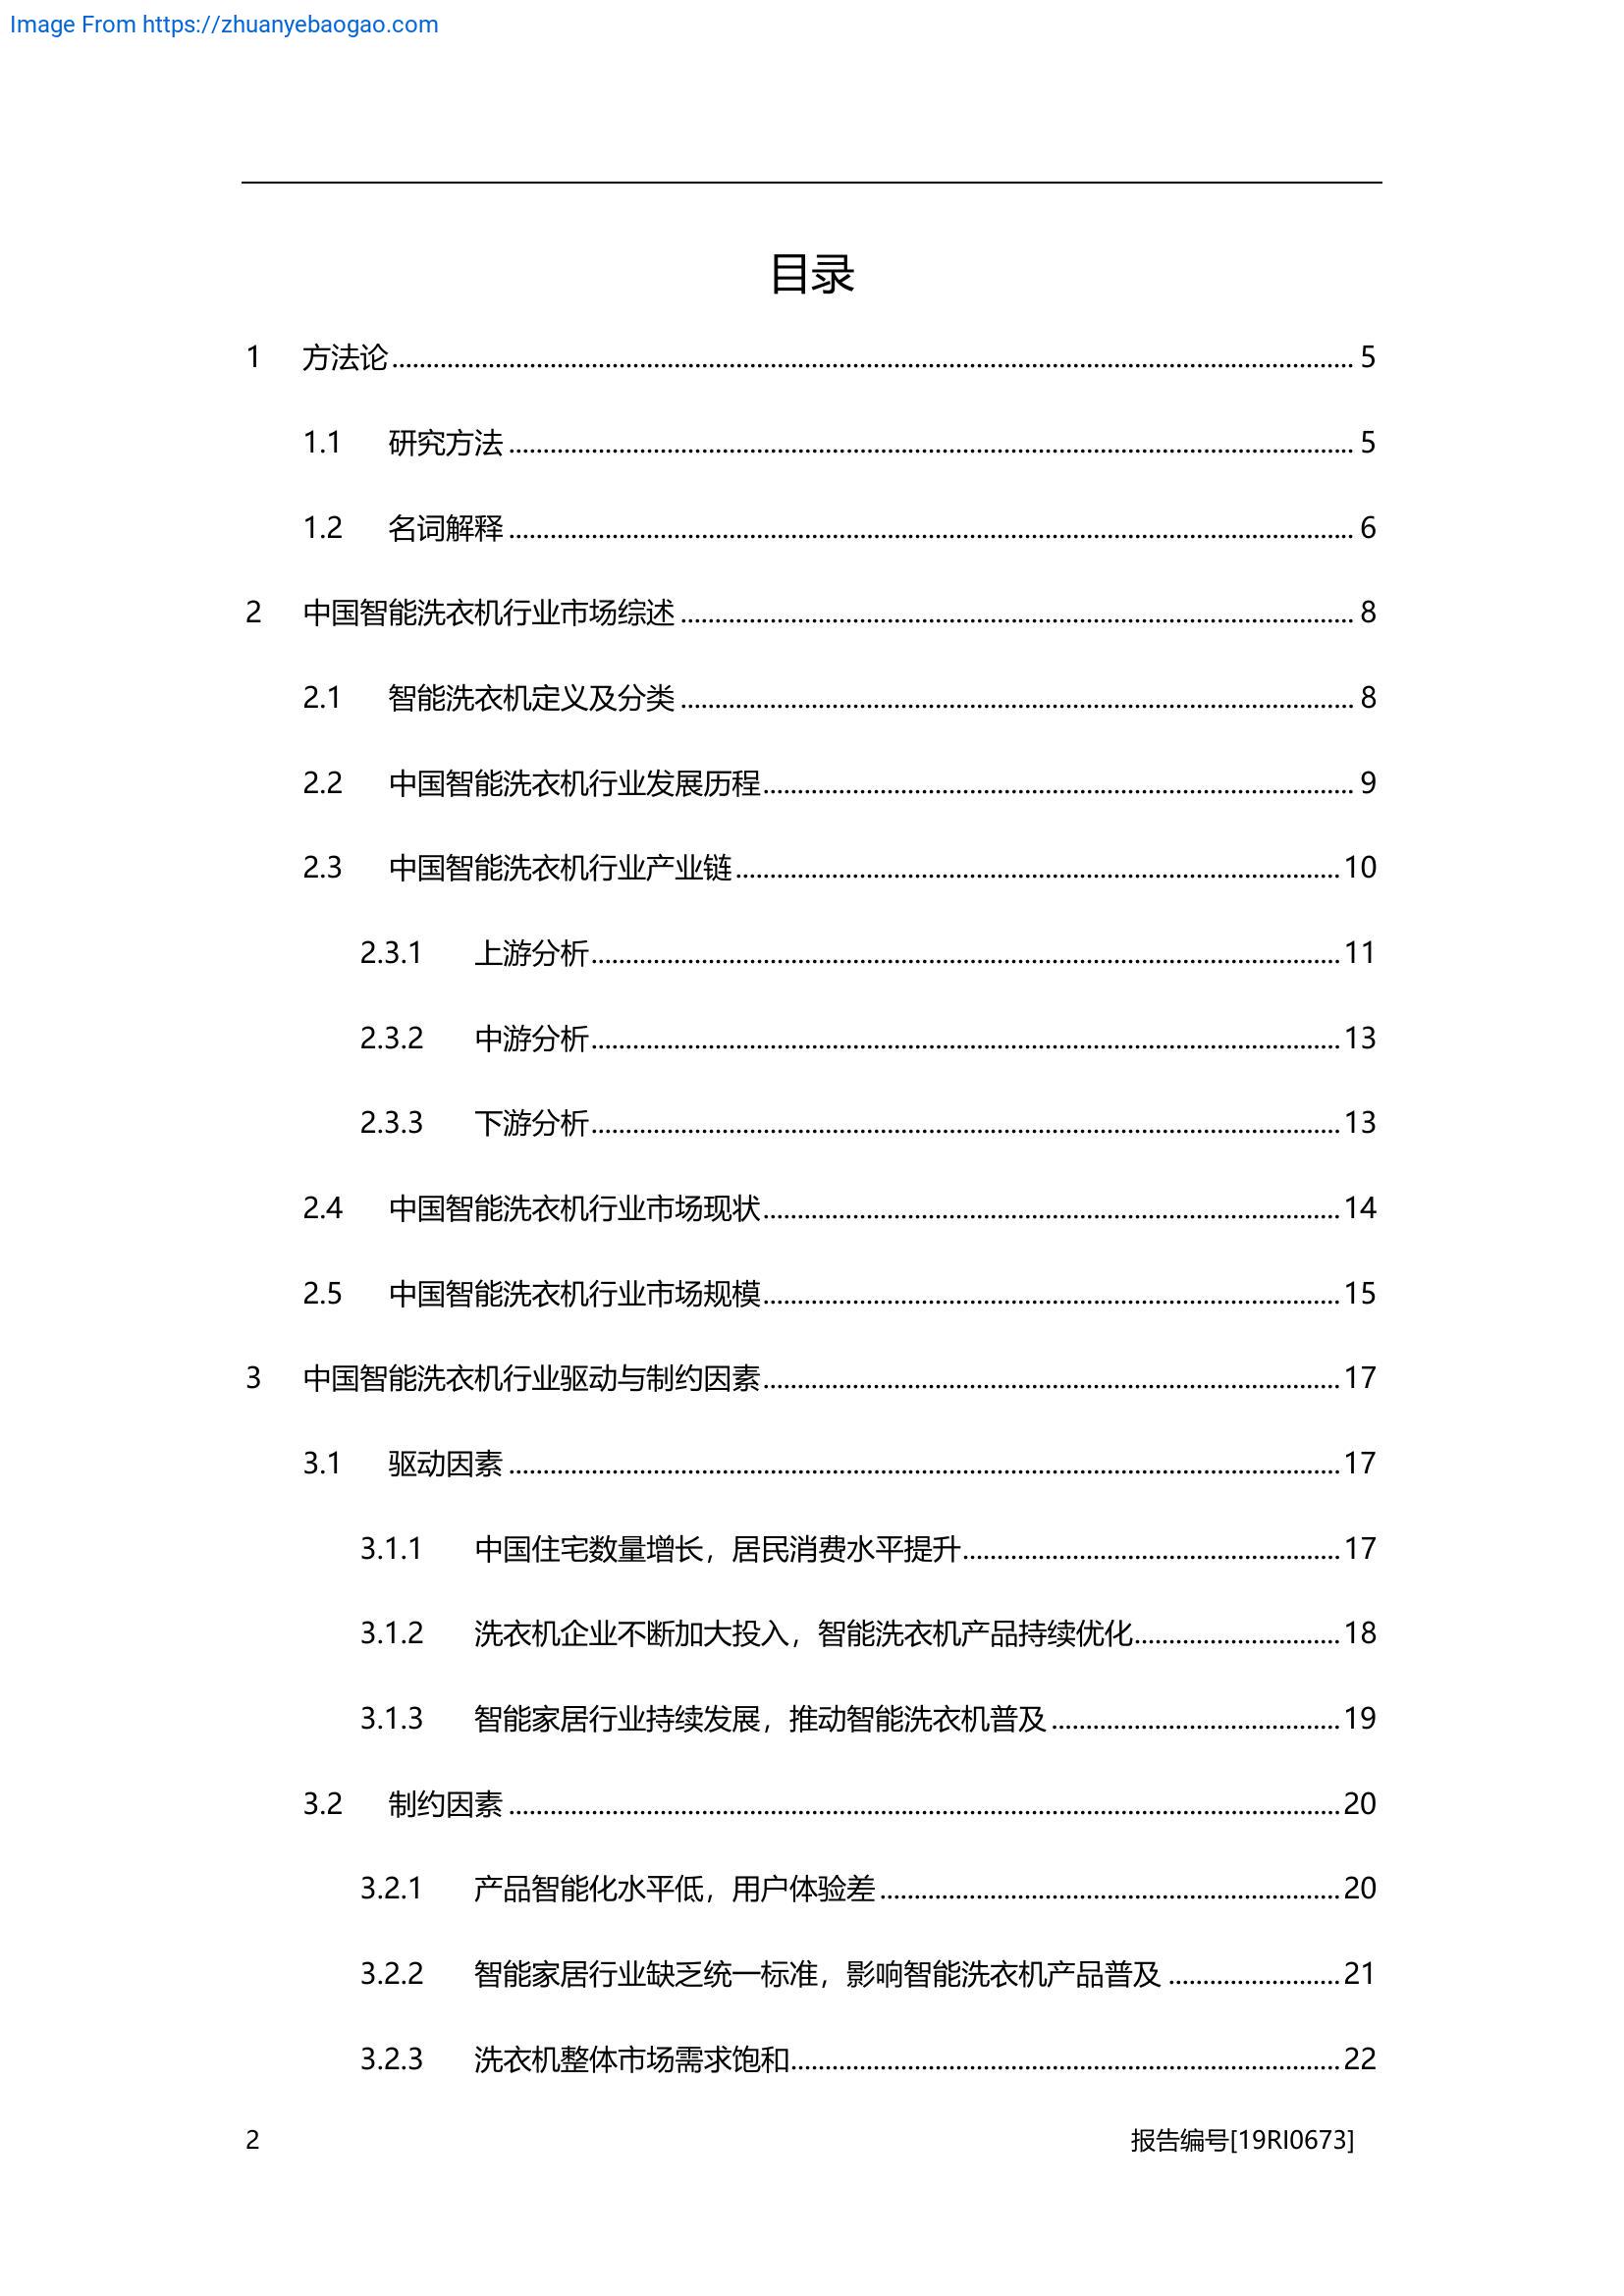 Image From https://zhuanyebaogao.com
目录
1 方法论 5
1.1 研究方法 5
1.2 名词解释 6
2 中国智能洗衣机行业市场综述 8
2.1 智能洗衣机定义及分类 8
2.2 中国智能洗衣机行业发展历程 9
2.3 中国智能洗衣机行业产业链 10
2.3.1 上游分析 11
2.3.2 中游分析 13
2.3.3 下游分析 13
2.4 中国智能洗衣机行业市场现状 14
2.5 中国智能洗衣机行业市场规模 15
3 中国智能洗衣机行业驱动与制约因素 17
3.1 驱动因素 17
3.1.1 中国住宅数量增长，居民消费水平提升 17
3.1.2 洗衣机企业不断加大投入，智能洗衣机产品持续优化 18
3.1.3 智能家居行业持续发展，推动智能洗衣机普及 19
3.2 制约因素 20
3.2.1 产品智能化水平低，用户体验差 20
3.2.2 智能家居行业缺乏统一标准，影响智能洗衣机产品普及 21
3.2.3 洗衣机整体市场需求饱和 22
2 报告编号[19RI0673]